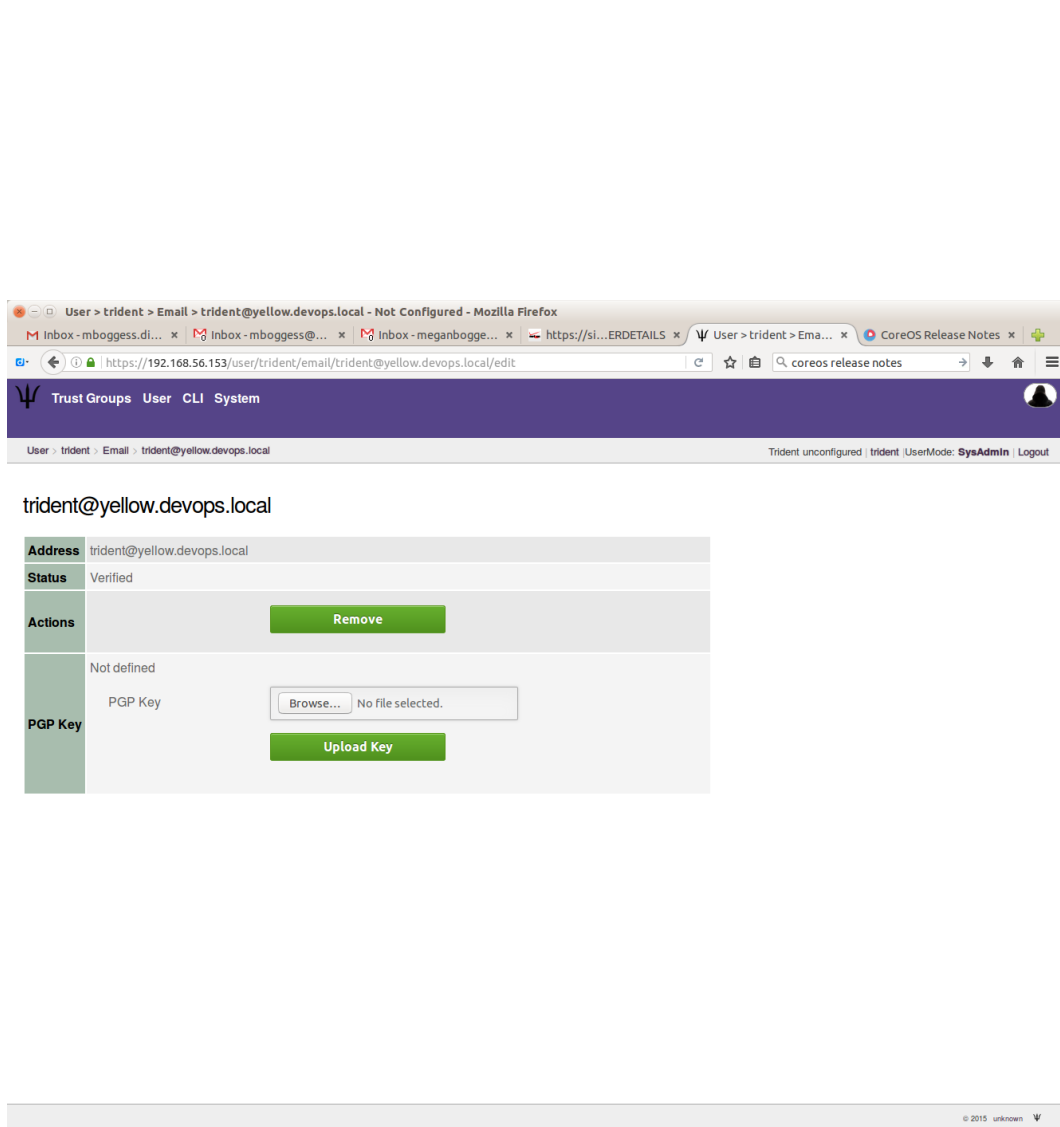 User > trident > Email > trident@yellow.devops.local - Not Configured - Mozilla Firefox
Inbox - mboggess.di... × Inbox - mboggess@... × Inbox - meganbogge... × https://si...ERDETAILS × User > trident > Ema... × CoreOS Release Notes ×
https://192.168.56.153/user/trident/email/trident@yellow.devops.local/edit coreos release notes
Trust Groups User CLI System
User > trident > Email > trident@yellow.devops.local Trident unconfigured | trident |UserMode: SysAdmin | Logout
trident@yellow.devops.local
Address trident@yellow.devops.local
Status Verified
Actions Remove
Not defined
PGP Key Browse... No file selected.
PGP Key
Upload Key
© 2015 unknown Ψ